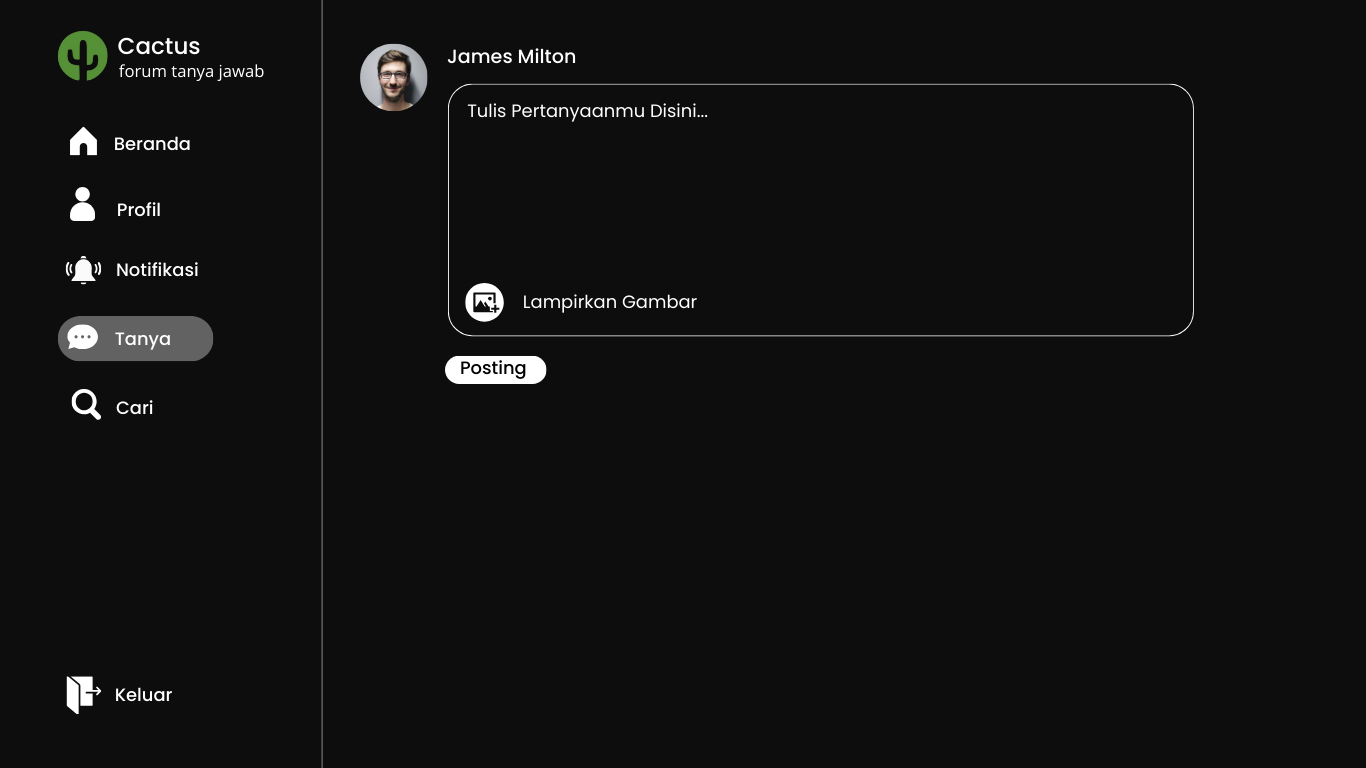 Cactus
forum tanya jawab
Beranda
Profil
Notifikasi
Tanya
Cari
Keluar
James Milton
Tulis Pertanyaanmu Disini...
Lampirkan Gambar
Posting